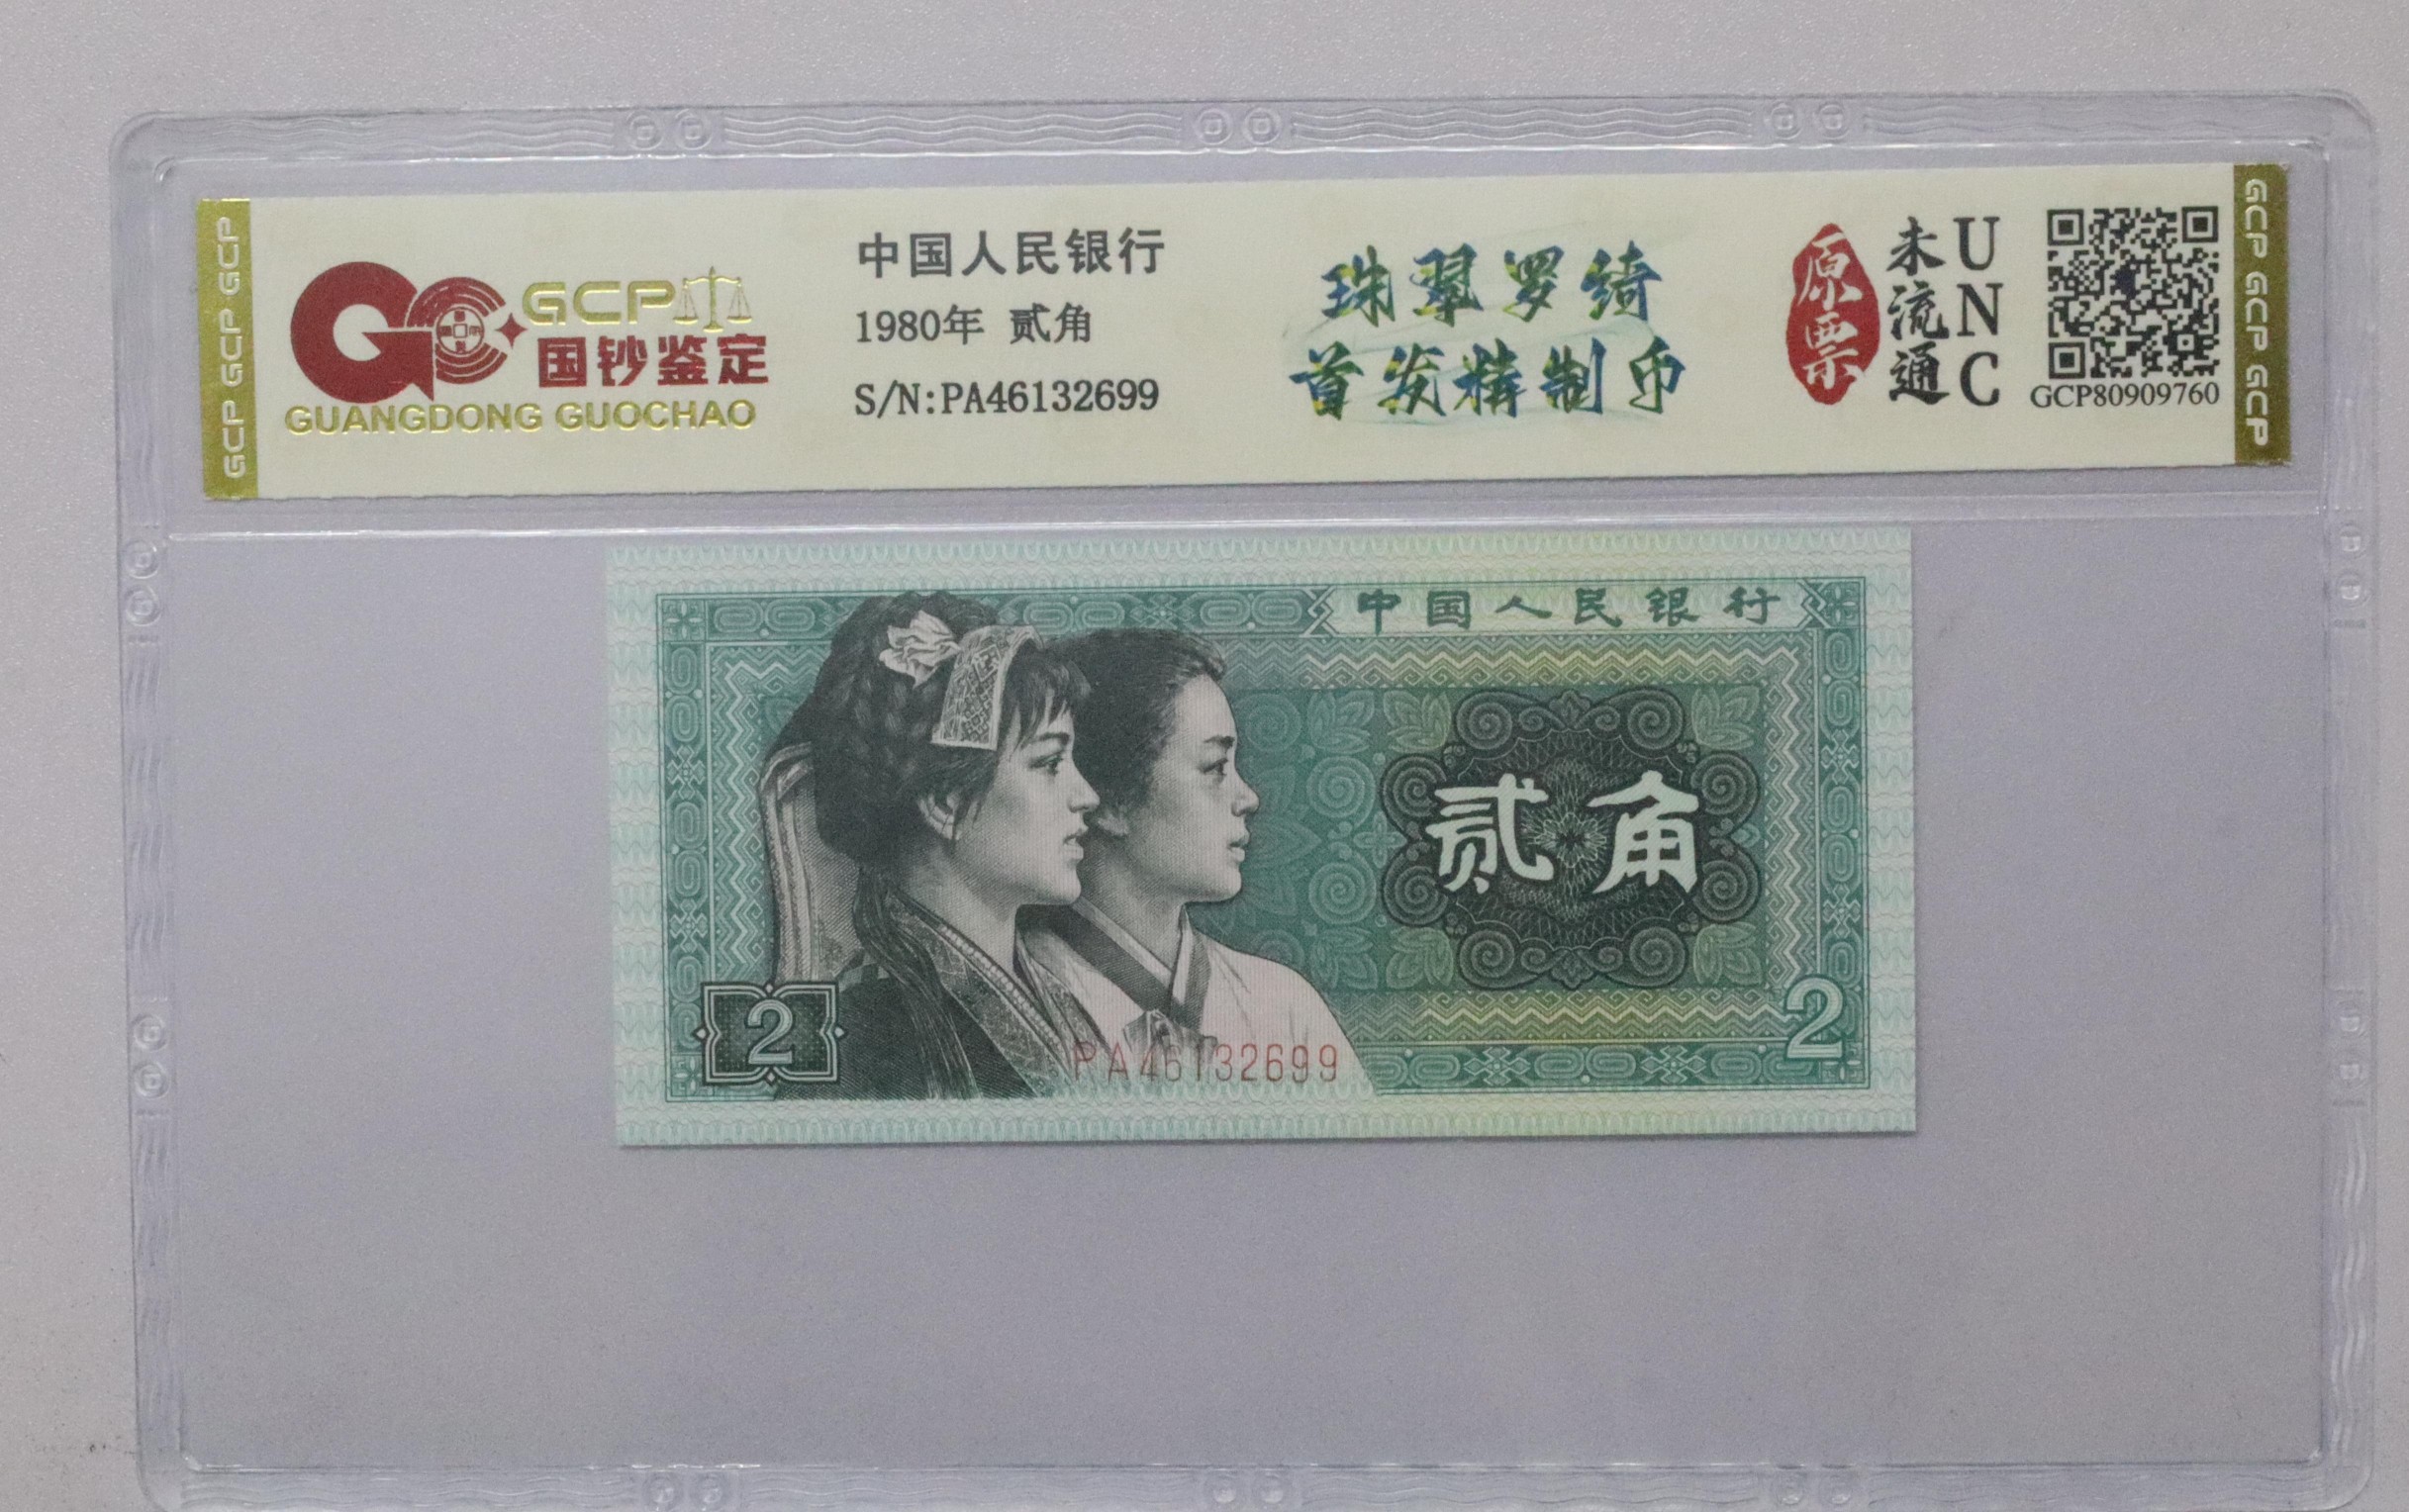 GCP GCP GCP
GCP
国钞鉴定
GUANGDONG GUOCHAO
中国人民银行
1980年 贰角
S/N:PA46132699
珠翠罗绮
首发精制币
原票
未流通
UNC
GCP80909760
GCP GCP GCP
中国人民银行
贰角
2
2
PA46132699